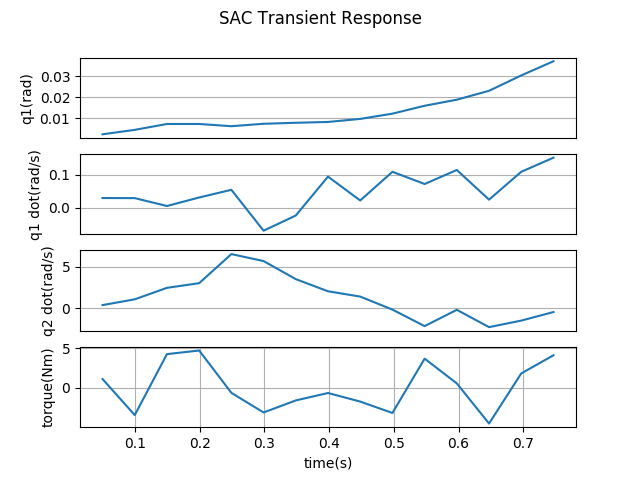 SAC Transient Response
q1(rad)
0.03
0.02
0.01
q1 dot(rad/s)
0.1
0.0
q2 dot(rad/s)
5
0
torque(Nm)
5
0
0.1 0.2 0.3 0.4 0.5 0.6 0.7
time(s)